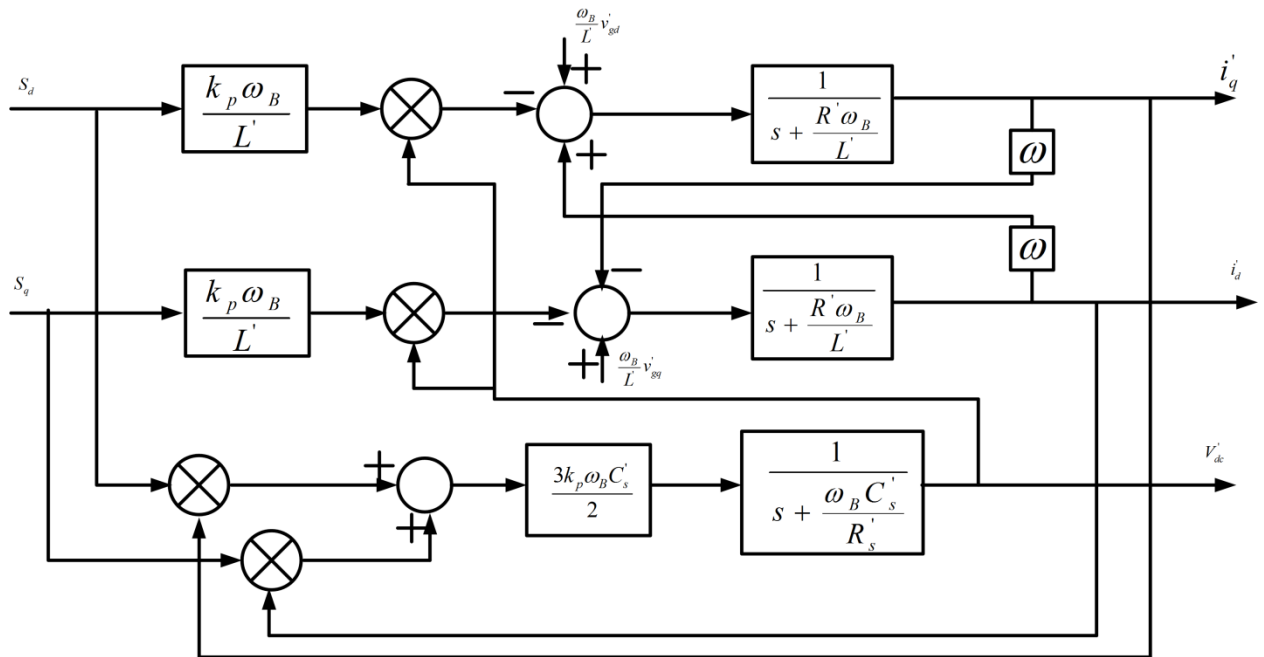 ω_B/L' v'_gd
S_d
k_p ω_B / L'
−
+
+
1 / (s + R' ω_B / L')
i'_q
ω
ω
S_q
k_p ω_B / L'
−
−
+
ω_B/L' v'_gq
1 / (s + R' ω_B / L')
i'_d
+
+
3k_p ω_B C'_s / 2
1 / (s + ω_B C'_s / R'_s)
V'_dc